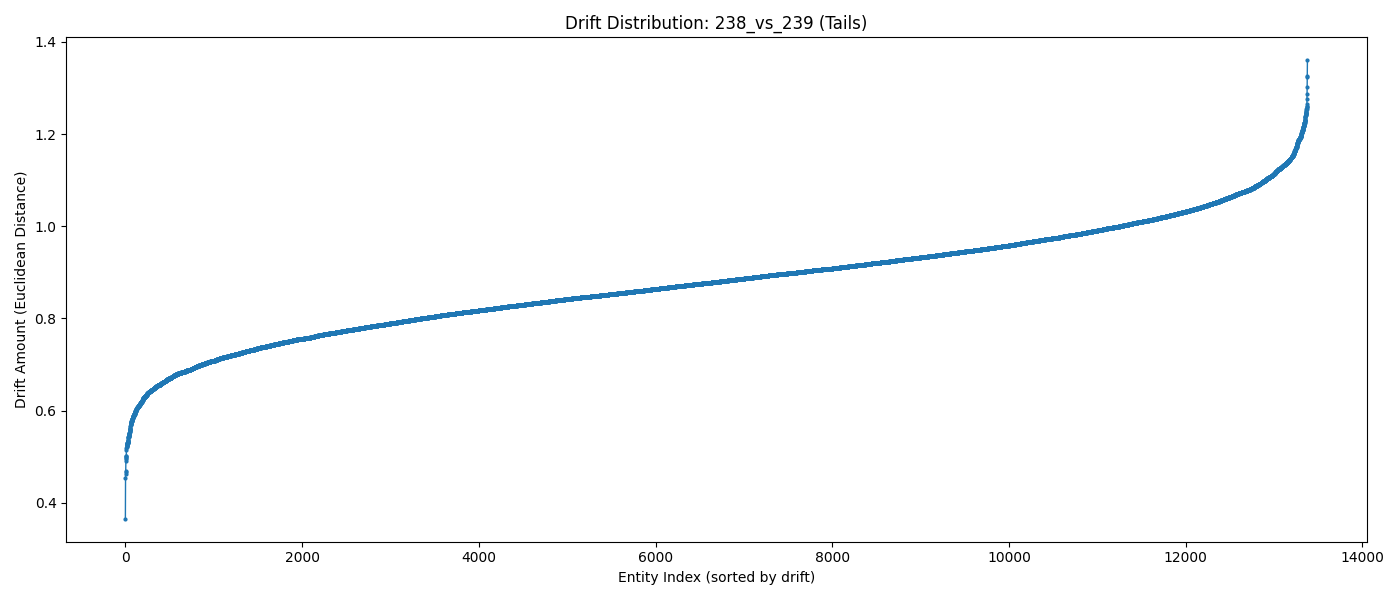 Drift Distribution: 238_vs_239 (Tails)
Drift Amount (Euclidean Distance)
1.4
1.2
1.0
0.8
0.6
0.4
0 2000 4000 6000 8000 10000 12000 14000
Entity Index (sorted by drift)